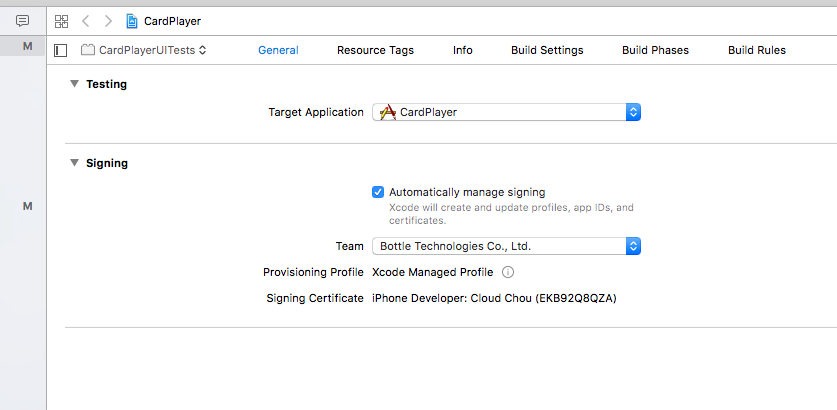 CardPlayer
M
CardPlayerUITests
General
Resource Tags
Info
Build Settings
Build Phases
Build Rules
Testing
Target Application
CardPlayer
Signing
Automatically manage signing
Xcode will create and update profiles, app IDs, and
certificates.
M
Team
Bottle Technologies Co., Ltd.
Provisioning Profile
Xcode Managed Profile
Signing Certificate
iPhone Developer: Cloud Chou (EKB92Q8QZA)